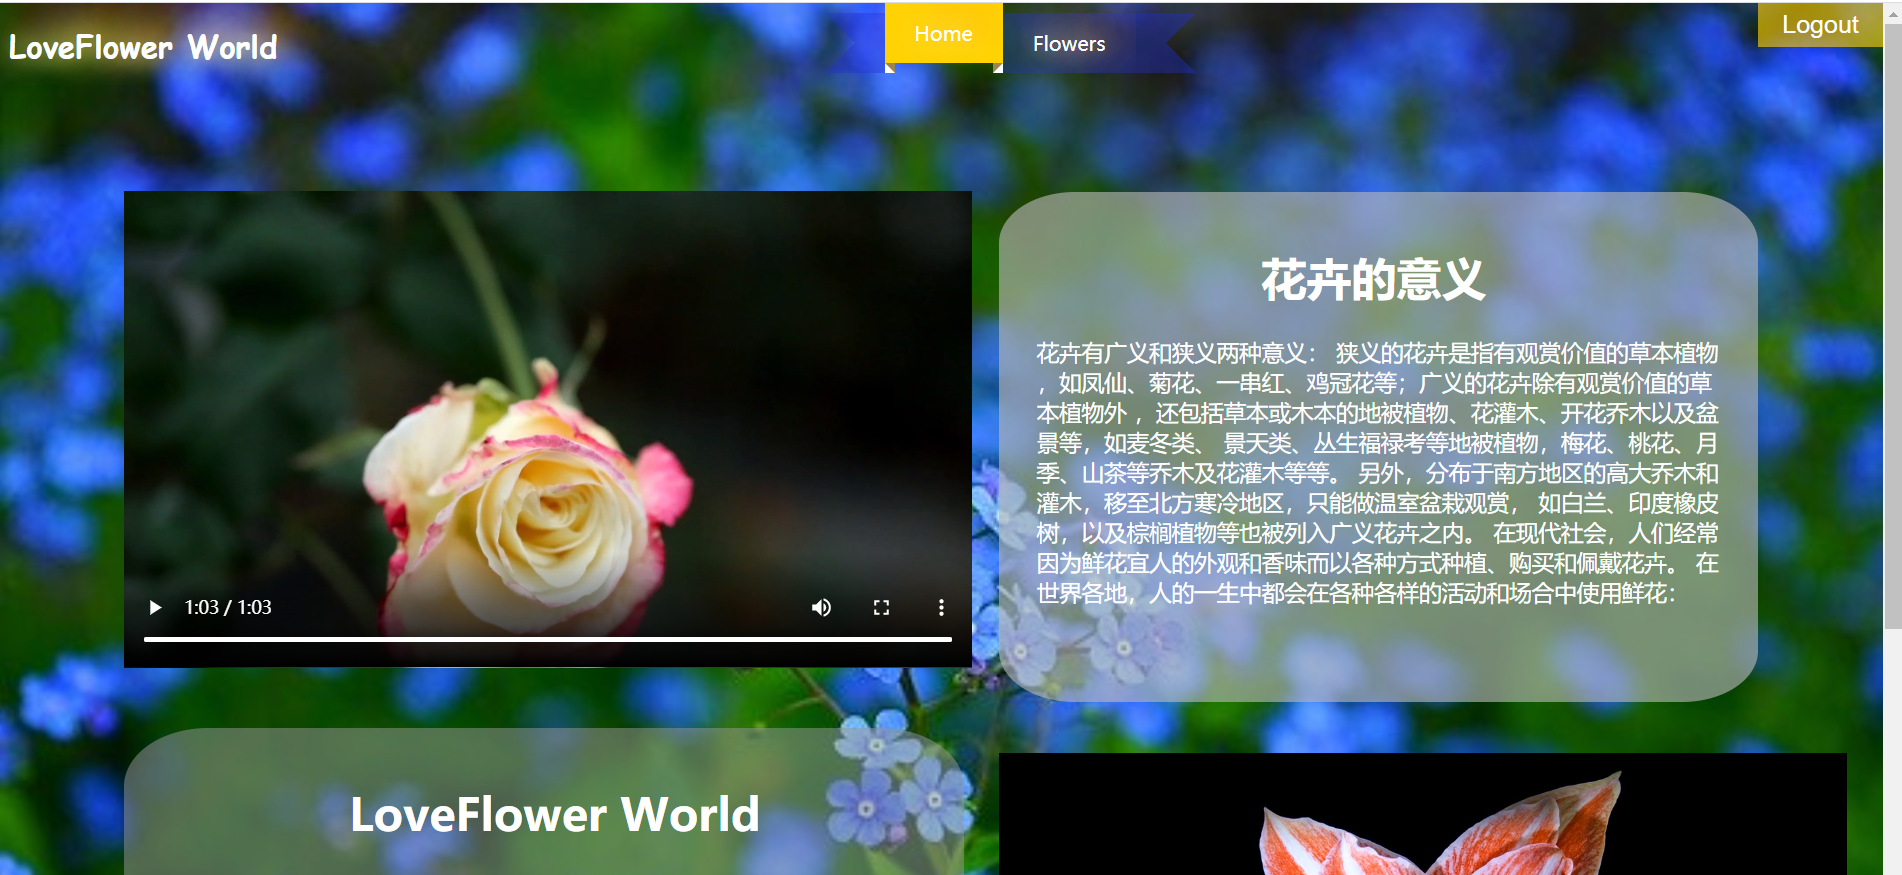 LoveFlower World
Home
Flowers
Logout
花卉的意义
花卉有广义和狭义两种意义： 狭义的花卉是指有观赏价值的草本植物
，如凤仙、菊花、一串红、鸡冠花等；广义的花卉除有观赏价值的草
本植物外 ，还包括草本或木本的地被植物、花灌木、开花乔木以及盆
景等，如麦冬类、 景天类、丛生福禄考等地被植物，梅花、桃花、月
季、山茶等乔木及花灌木等等。 另外，分布于南方地区的高大乔木和
灌木，移至北方寒冷地区，只能做温室盆栽观赏， 如白兰、印度橡皮
树，以及棕榈植物等也被列入广义花卉之内。 在现代社会，人们经常
因为鲜花宜人的外观和香味而以各种方式种植、购买和佩戴花卉。 在
世界各地，人的一生中都会在各种各样的活动和场合中使用鲜花：
1:03 / 1:03
LoveFlower World